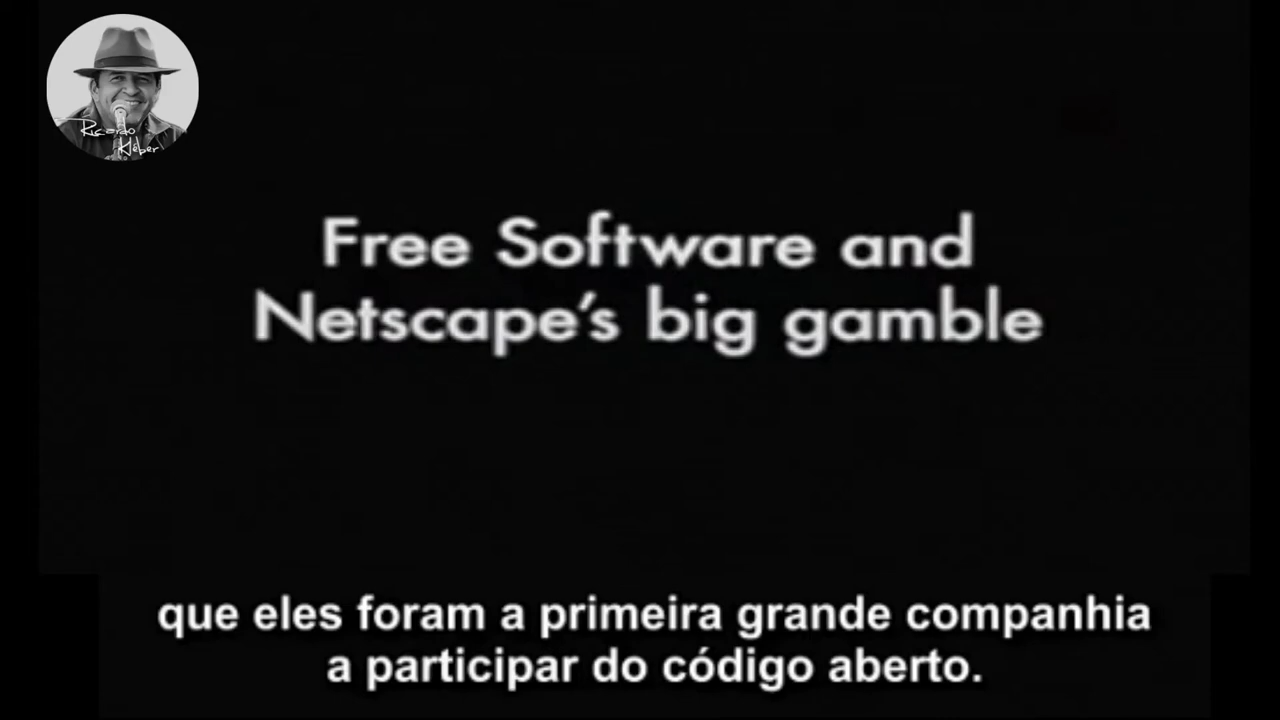 Ricardo
Kléber
Free Software and
Netscape's big gamble
que eles foram a primeira grande companhia
a participar do código aberto.